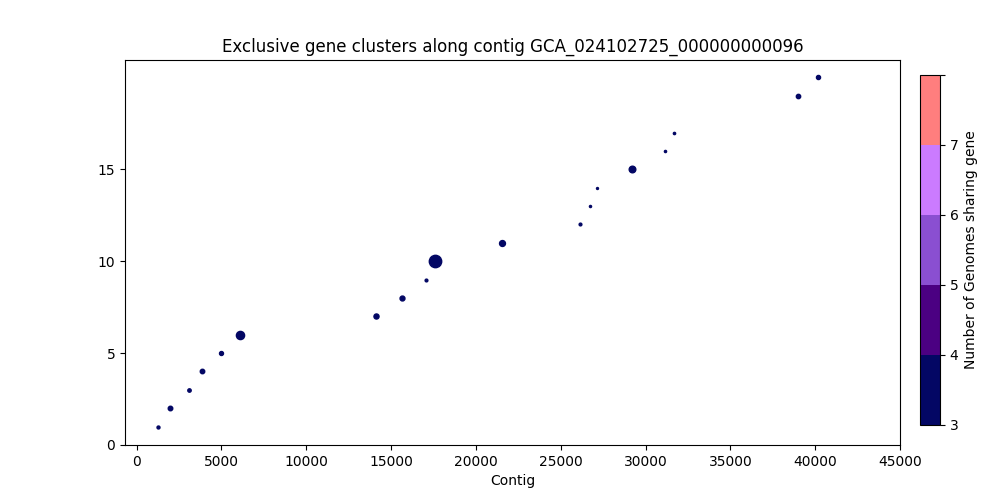 Exclusive gene clusters along contig GCA_024102725_000000000096
15
10
5
0
0 5000 10000 15000 20000 25000 30000 35000 40000 45000
Contig
7
6
5
4
3
Number of Genomes sharing gene